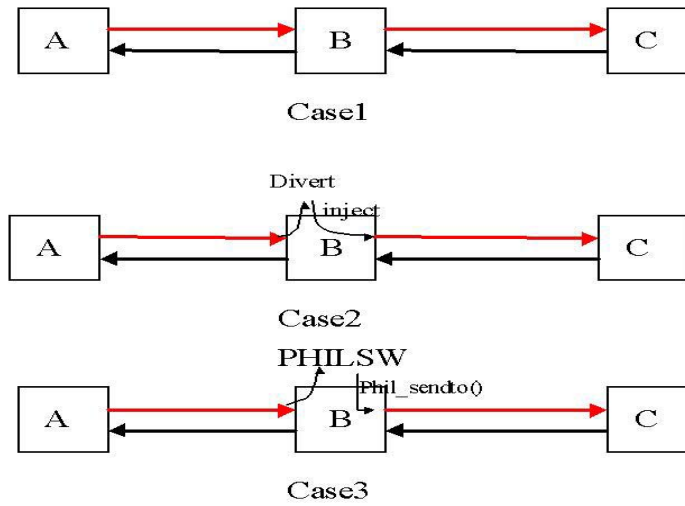 A B C
Case1
Divert
inject
A B C
Case2
PHILSW
Phil_sendto()
A B C
Case3